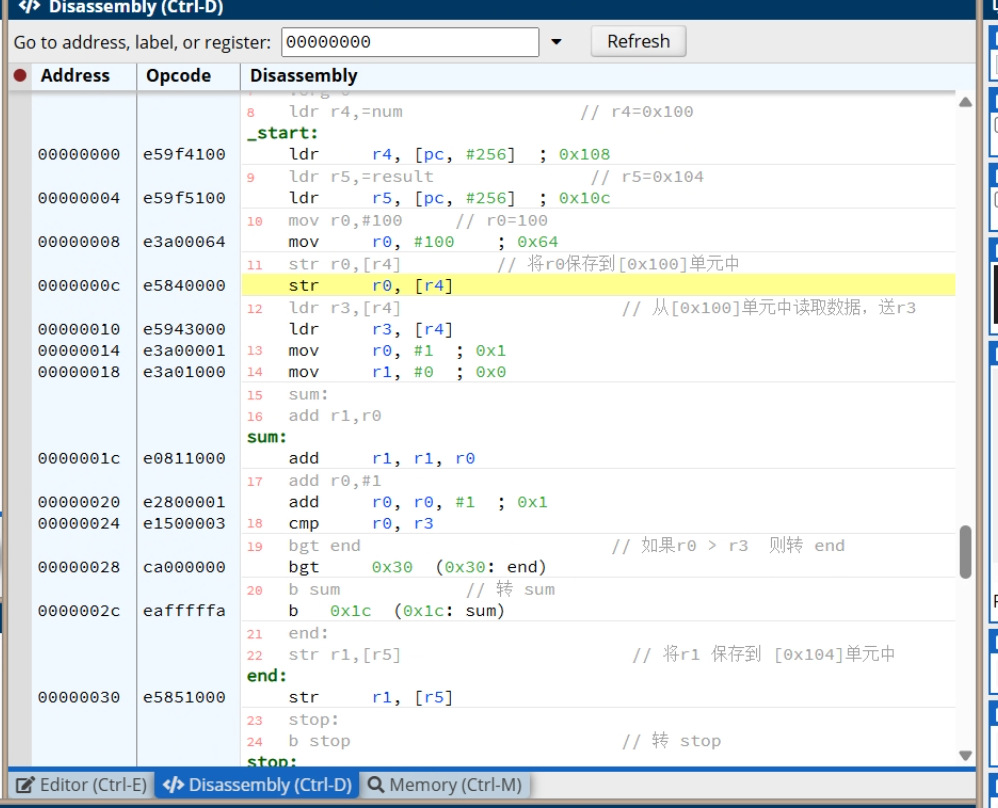 </> Disassembly (Ctrl-D)
Go to address, label, or register: 00000000 Refresh
Address Opcode Disassembly
8 ldr r4,=num // r4=0x100
_start:
00000000 e59f4100 ldr r4, [pc, #256] ; 0x108
9 ldr r5,=result // r5=0x104
00000004 e59f5100 ldr r5, [pc, #256] ; 0x10c
10 mov r0,#100 // r0=100
00000008 e3a00064 mov r0, #100 ; 0x64
11 str r0,[r4] // 将r0保存到[0x100]单元中
0000000c e5840000 str r0, [r4]
12 ldr r3,[r4] // 从[0x100]单元中读取数据，送r3
00000010 e5943000 ldr r3, [r4]
00000014 e3a00001 13 mov r0, #1 ; 0x1
00000018 e3a01000 14 mov r1, #0 ; 0x0
15 sum:
16 add r1,r0
sum:
0000001c e0811000 add r1, r1, r0
17 add r0,#1
00000020 e2800001 add r0, r0, #1 ; 0x1
00000024 e1500003 18 cmp r0, r3
19 bgt end // 如果r0 > r3 则转 end
00000028 ca000000 bgt 0x30 (0x30: end)
20 b sum // 转 sum
0000002c eafffffa b 0x1c (0x1c: sum)
21 end:
22 str r1,[r5] // 将r1 保存到 [0x104]单元中
end:
00000030 e5851000 str r1, [r5]
23 stop:
24 b stop // 转 stop
stop:
Editor (Ctrl-E) </> Disassembly (Ctrl-D) Memory (Ctrl-M)